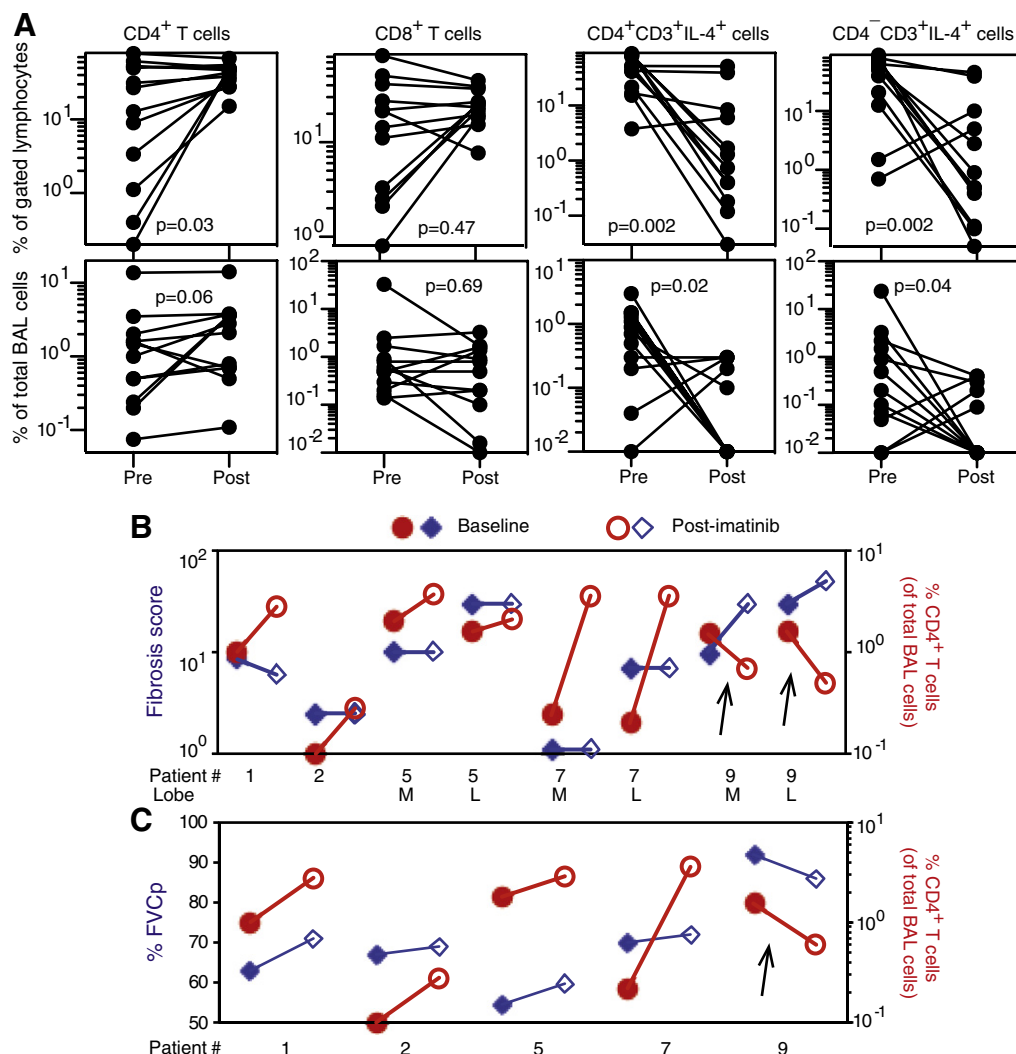 A
CD4⁺ T cells
CD8⁺ T cells
CD4⁺CD3⁺IL-4⁺ cells
CD4⁻CD3⁺IL-4⁺ cells
% of gated lymphocytes
10¹
10⁰
p=0.03
10¹
10⁰
p=0.47
10¹
10⁰
10⁻¹
p=0.002
10¹
10⁰
10⁻¹
p=0.002
% of total BAL cells
10¹
10⁰
10⁻¹
p=0.06
10²
10¹
10⁰
10⁻¹
10⁻²
p=0.69
10¹
10⁰
10⁻¹
10⁻²
p=0.02
10²
10¹
10⁰
10⁻¹
10⁻²
p=0.04
Pre Post
Pre Post
Pre Post
Pre Post
B
Baseline
Post-imatinib
Fibrosis score
10²
10¹
10⁰
10¹
10⁰
10⁻¹
% CD4⁺ T cells
(of total BAL cells)
Patient # 1 2 5 5 7 7 9 9
Lobe M L M L M L
C
% FVCp
100
90
80
70
60
50
10¹
10⁰
10⁻¹
% CD4⁺ T cells
(of total BAL cells)
Patient # 1 2 5 7 9